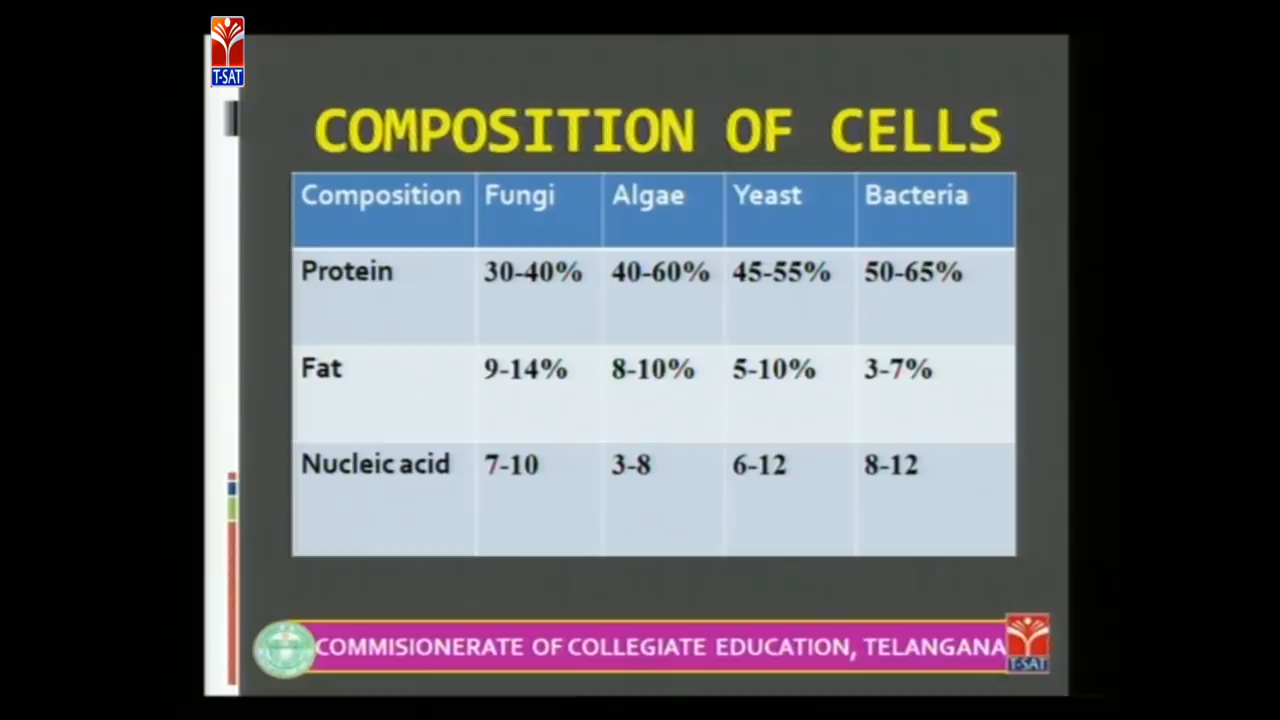 T-SAT
COMPOSITION OF CELLS
Composition Fungi Algae Yeast Bacteria
Protein 30-40% 40-60% 45-55% 50-65%
Fat 9-14% 8-10% 5-10% 3-7%
Nucleic acid 7-10 3-8 6-12 8-12
COMMISIONERATE OF COLLEGIATE EDUCATION, TELANGANA
T-SAT